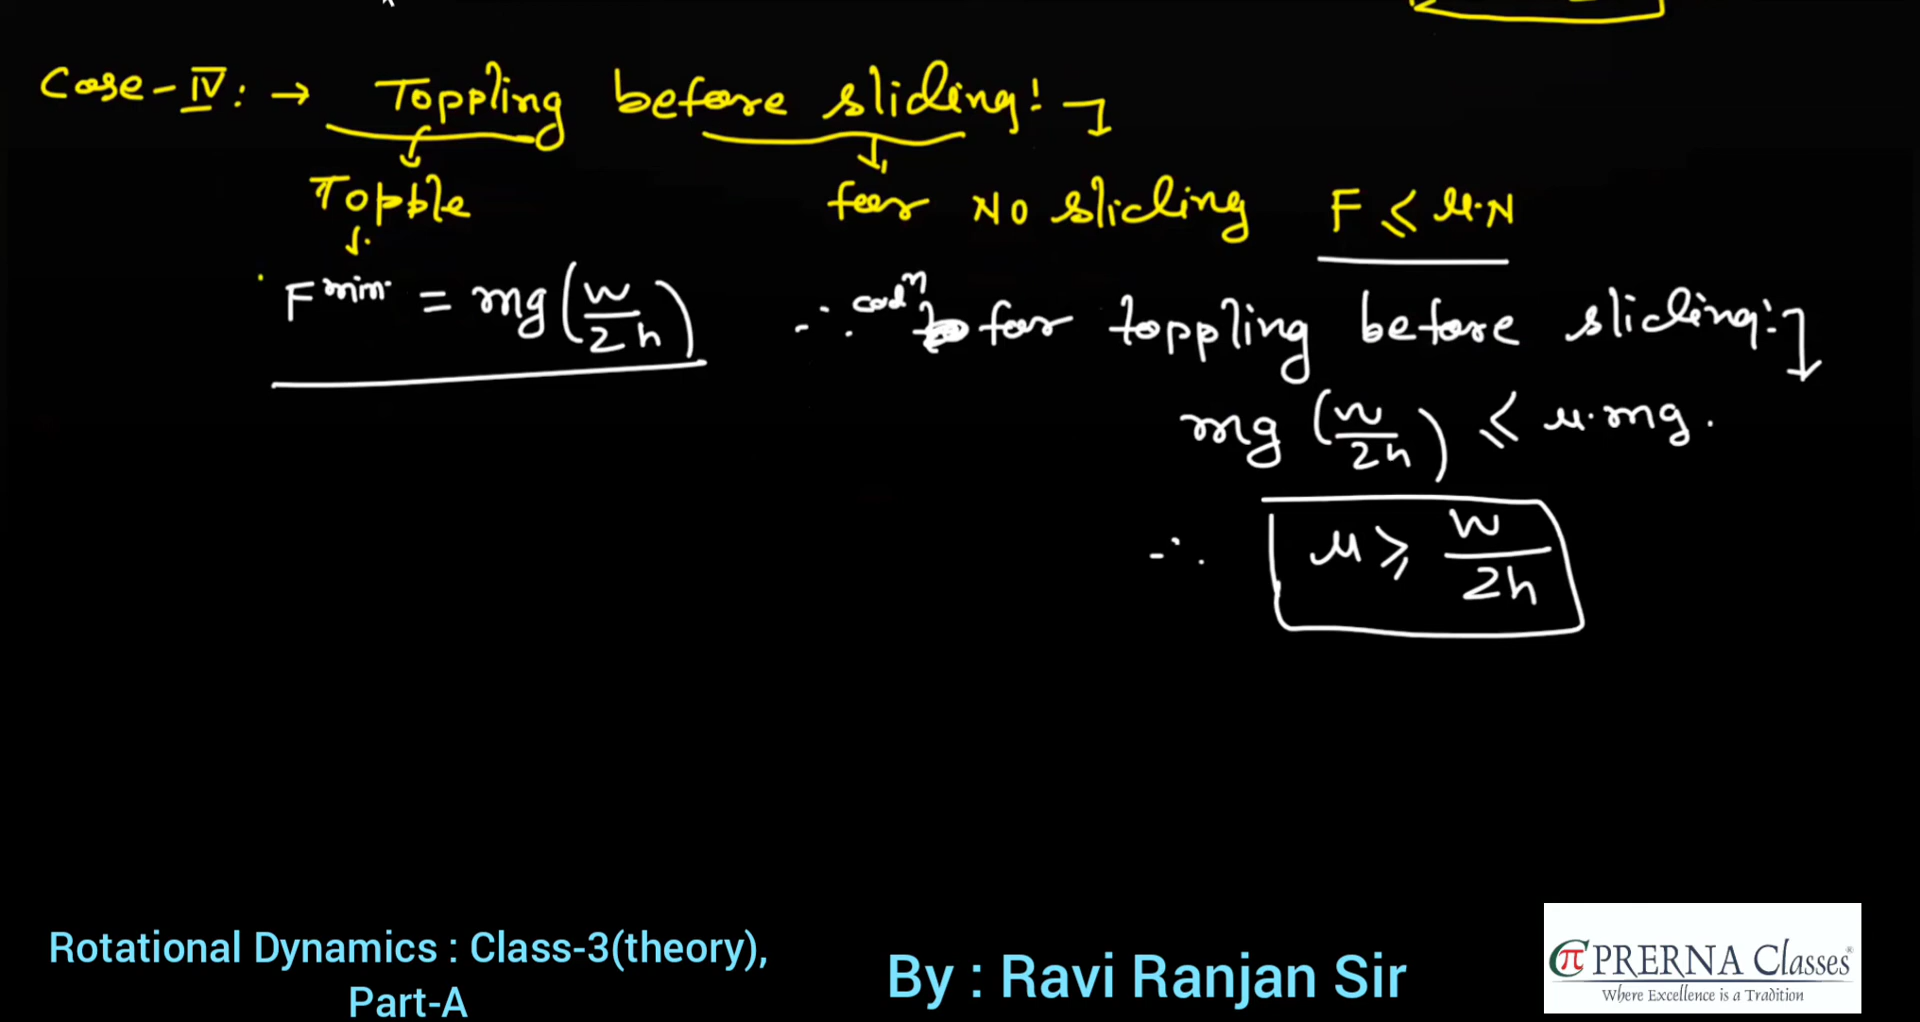 Case-IV: → Toppling before sliding:
Topple
for No sliding F ≤ μ·N
Fmin = mg(w/2h)
∴ condn for toppling before sliding:
mg (w/2h) ≤ μ·mg.
∴ μ ≥ w/2h
Rotational Dynamics : Class-3(theory),
Part-A
By : Ravi Ranjan Sir
π PRERNA Classes®
Where Excellence is a Tradition